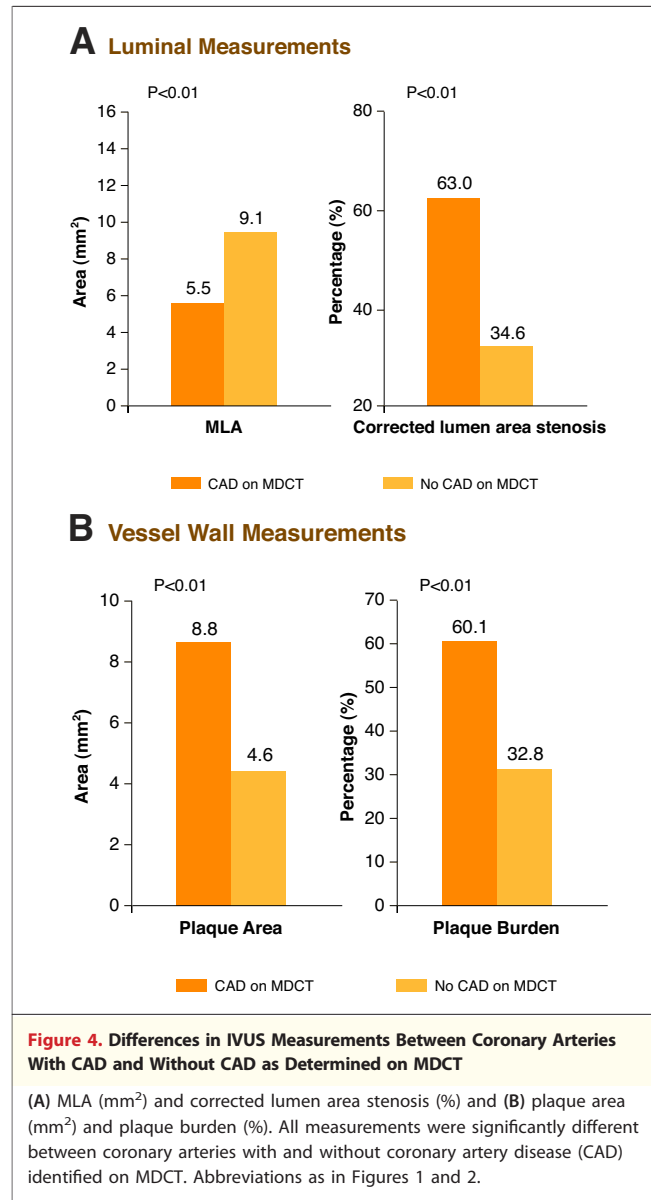 A Luminal Measurements
P<0.01
16
14
12
10
8
6
4
2
0
Area (mm²)
5.5
9.1
MLA
P<0.01
80
60
40
20
Percentage (%)
63.0
34.6
Corrected lumen area stenosis
CAD on MDCT
No CAD on MDCT
B Vessel Wall Measurements
P<0.01
10
8
6
4
2
0
Area (mm²)
8.8
4.6
Plaque Area
P<0.01
70
60
50
40
30
20
10
0
Percentage (%)
60.1
32.8
Plaque Burden
CAD on MDCT
No CAD on MDCT
Figure 4. Differences in IVUS Measurements Between Coronary Arteries
With CAD and Without CAD as Determined on MDCT
(A) MLA (mm²) and corrected lumen area stenosis (%) and (B) plaque area
(mm²) and plaque burden (%). All measurements were significantly different
between coronary arteries with and without coronary artery disease (CAD)
identified on MDCT. Abbreviations as in Figures 1 and 2.